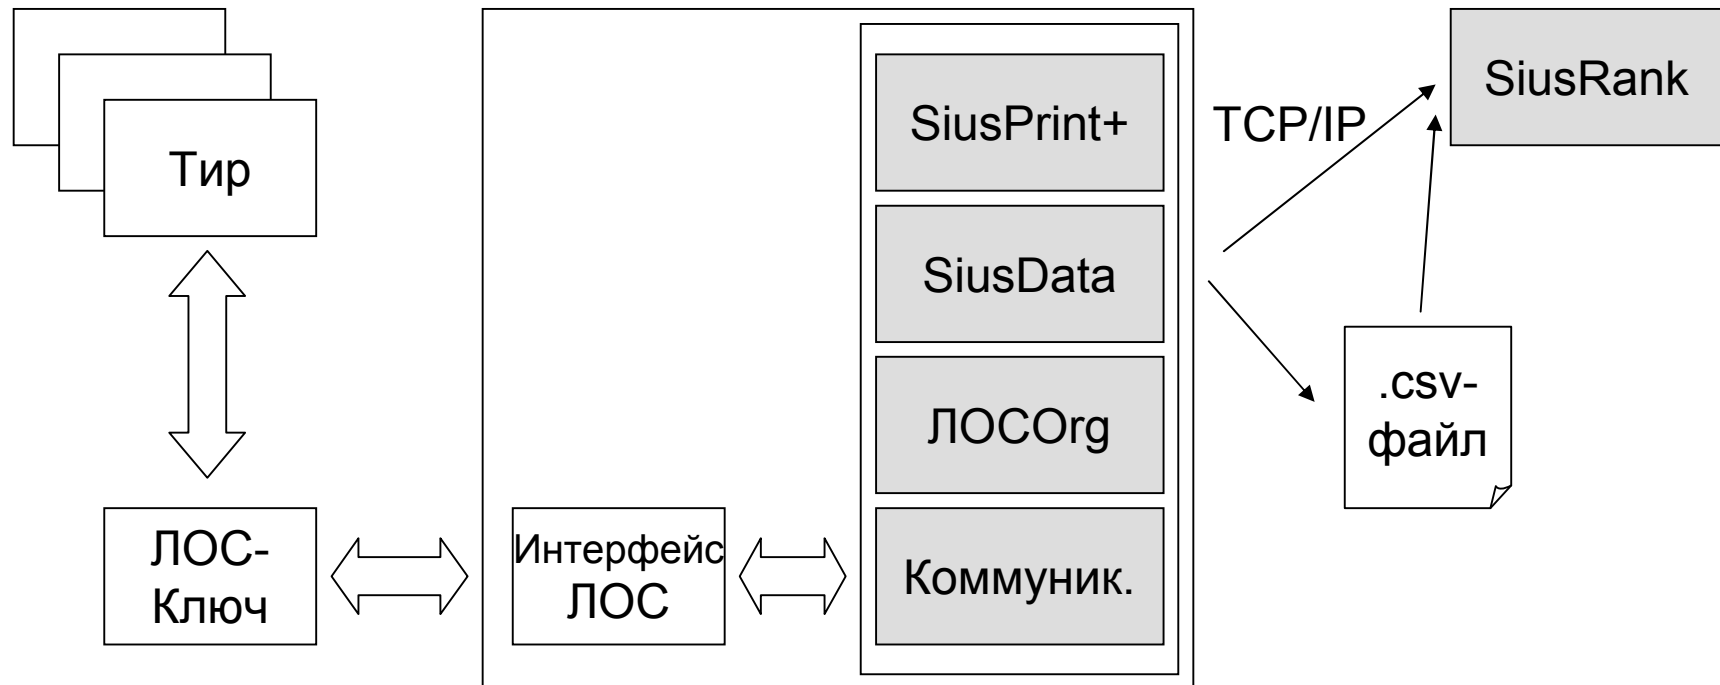 Тир
ЛОС-
Ключ
Интерфейс
ЛОС
SiusPrint+
SiusData
ЛОСOrg
Коммуник.
TCP/IP
SiusRank
.csv-
файл